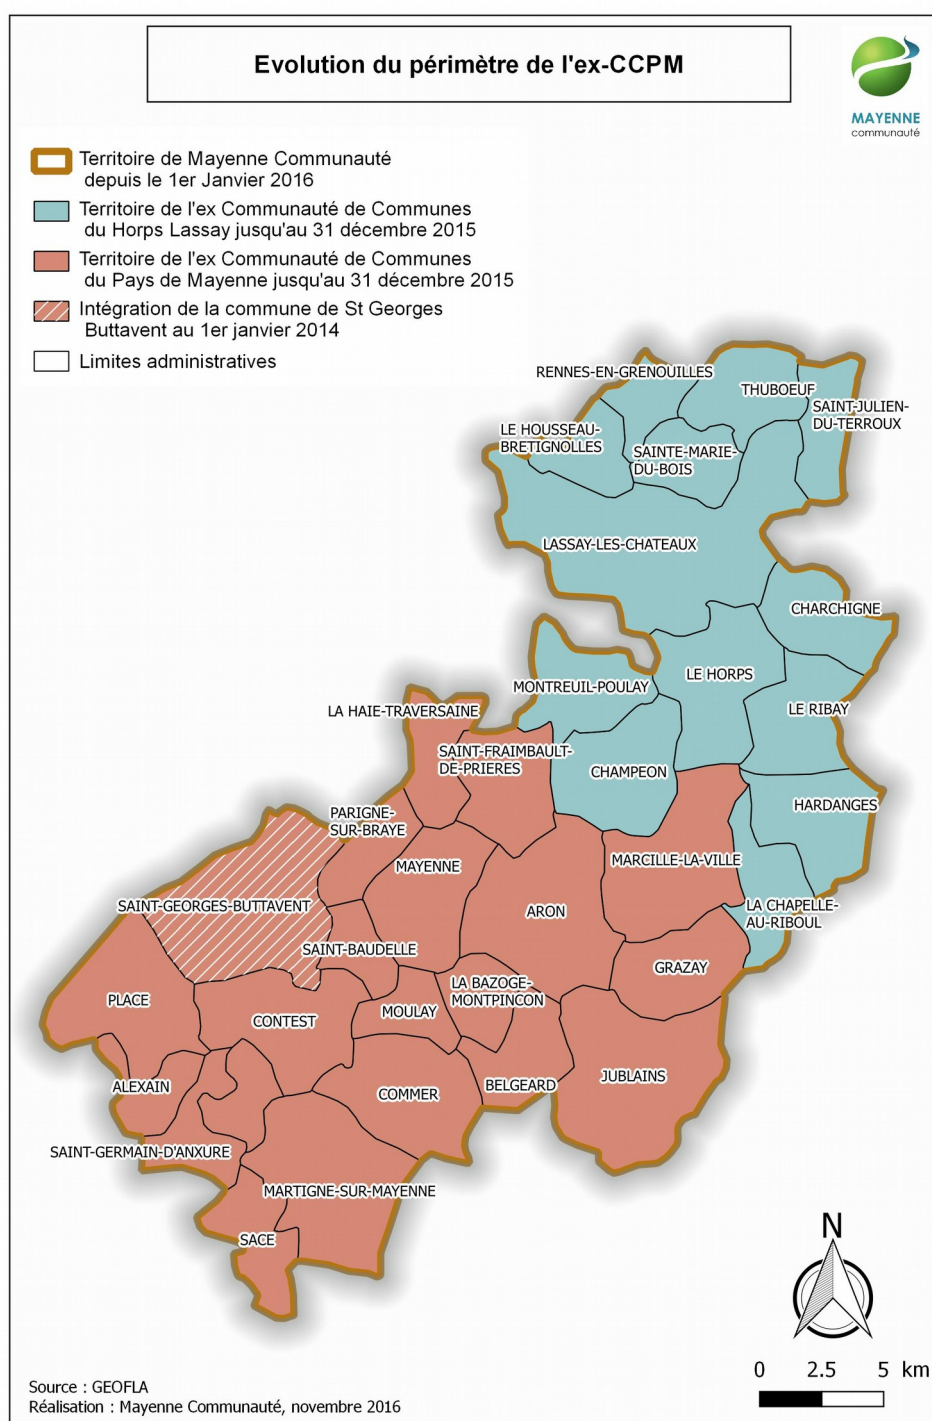 Evolution du périmètre de l'ex-CCPM
MAYENNE
communauté
Territoire de Mayenne Communauté
depuis le 1er Janvier 2016
Territoire de l'ex Communauté de Communes
du Horps Lassay jusqu'au 31 décembre 2015
Territoire de l'ex Communauté de Communes
du Pays de Mayenne jusqu'au 31 décembre 2015
Intégration de la commune de St Georges
Buttavent au 1er janvier 2014
Limites administratives
RENNES-EN-GRENOUILLES
THUBOEUF
SAINT-JULIEN-
DU-TERROUX
LE HOUSSEAU-
BRETIGNOLLES
SAINTE-MARIE-
DU-BOIS
LASSAY-LES-CHATEAUX
CHARCHIGNE
LE HORPS
MONTREUIL-POULAY
LE RIBAY
LA HAIE-TRAVERSAINE
SAINT-FRAIMBAULT-
DE-PRIERES
CHAMPEON
HARDANGES
PARIGNE-
SUR-BRAYE
MAYENNE
MARCILLE-LA-VILLE
SAINT-GEORGES-BUTTAVENT
ARON
LA CHAPELLE-
AU-RIBOUL
SAINT-BAUDELLE
GRAZAY
LA BAZOGE-
MONTPINCON
PLACE
MOULAY
CONTEST
JUBLAINS
ALEXAIN
BELGEARD
COMMER
SAINT-GERMAIN-D'ANXURE
MARTIGNE-SUR-MAYENNE
SACE
N
0 2.5 5 km
Source : GEOFLA
Réalisation : Mayenne Communauté, novembre 2016